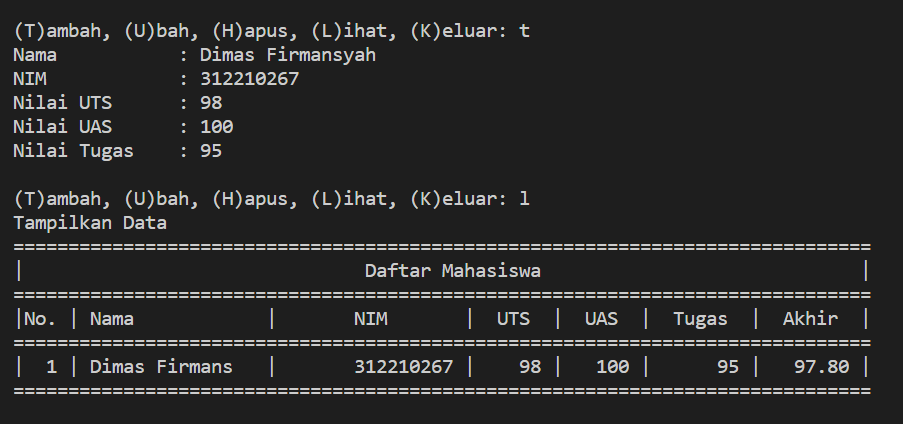 (T)ambah, (U)bah, (H)apus, (L)ihat, (K)eluar: t
Nama           : Dimas Firmansyah
NIM            : 312210267
Nilai UTS      : 98
Nilai UAS      : 100
Nilai Tugas    : 95

(T)ambah, (U)bah, (H)apus, (L)ihat, (K)eluar: l
Tampilkan Data
==============================================================================
|                               Daftar Mahasiswa                             |
==============================================================================
|No. | Nama            |       NIM       |  UTS  |  UAS  |  Tugas  |  Akhir  |
==============================================================================
|  1 | Dimas Firmans   |       312210267 |    98 |   100 |      95 |   97.80 |
==============================================================================